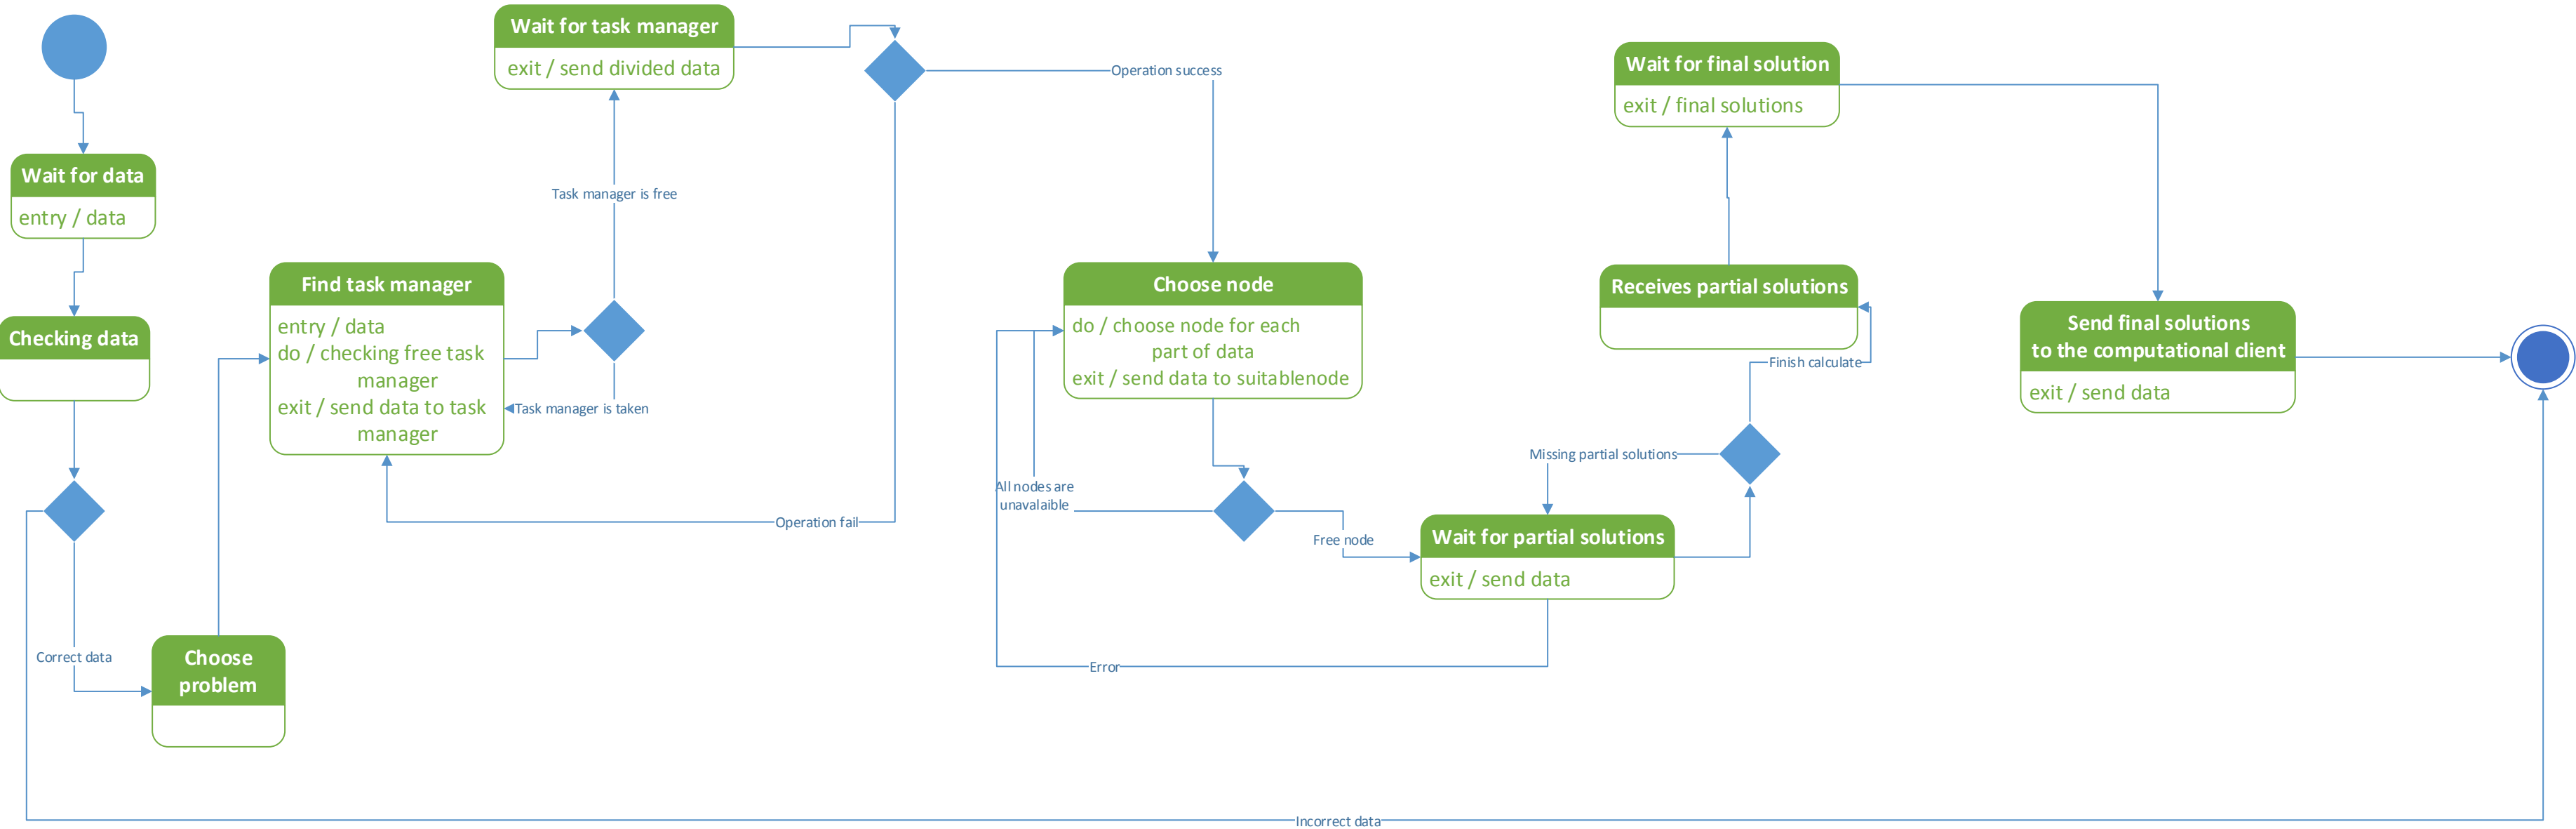 Wait for data
entry / data
Checking data
Correct data
Choose
problem
Find task manager
entry / data
do / checking free task
manager
exit / send data to task
manager
Task manager is taken
Task manager is free
Wait for task manager
exit / send divided data
Operation success
Operation fail
Choose node
do / choose node for each
part of data
exit / send data to suitablenode
All nodes are
unavalaible
Free node
Error
Wait for partial solutions
exit / send data
Missing partial solutions
Finish calculate
Receives partial solutions
Wait for final solution
exit / final solutions
Send final solutions
to the computational client
exit / send data
Incorrect data